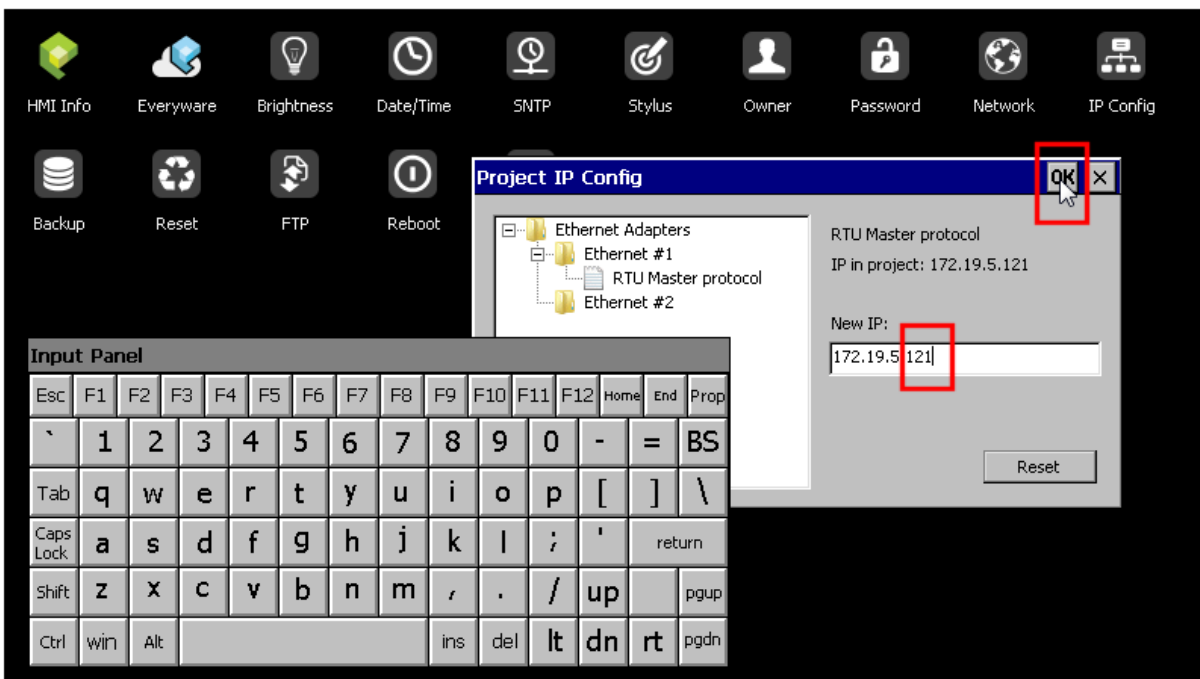 HMI Info Everyware Brightness Date/Time SNTP Stylus Owner Password Network IP Config
Backup Reset FTP Reboot
Project IP Config OK ×
Ethernet Adapters
Ethernet #1
RTU Master protocol
Ethernet #2
RTU Master protocol
IP in project: 172.19.5.121
New IP:
172.19.5.121
Reset
Input Panel
Esc F1 F2 F3 F4 F5 F6 F7 F8 F9 F10 F11 F12 Home End Prop
` 1 2 3 4 5 6 7 8 9 0 - = BS
Tab q w e r t y u i o p [ ] \
Caps Lock a s d f g h j k l ; ' return
Shift z x c v b n m , . / up pgup
Ctrl win Alt ins del lt dn rt pgdn